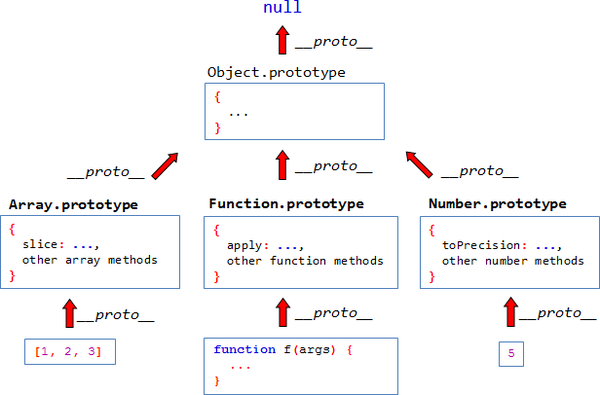 null
__proto__
Object.prototype
{
...
}
__proto__
__proto__
__proto__
Array.prototype
Function.prototype
Number.prototype
{
slice: ...,
other array methods
}
{
apply: ...,
other function methods
}
{
toPrecision: ...,
other number methods
}
__proto__
__proto__
__proto__
[1, 2, 3]
function f(args) {
...
}
5